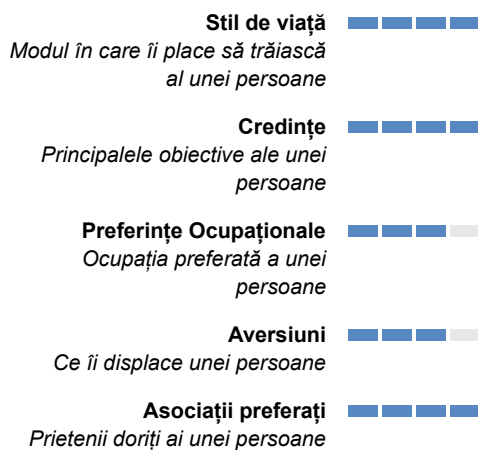 Stil de viață
Modul în care îi place să trăiască
al unei persoane
Credințe
Principalele obiective ale unei
persoane
Preferințe Ocupaționale
Ocupația preferată a unei
persoane
Aversiuni
Ce îi displace unei persoane
Asociații preferați
Prietenii doriți ai unei persoane